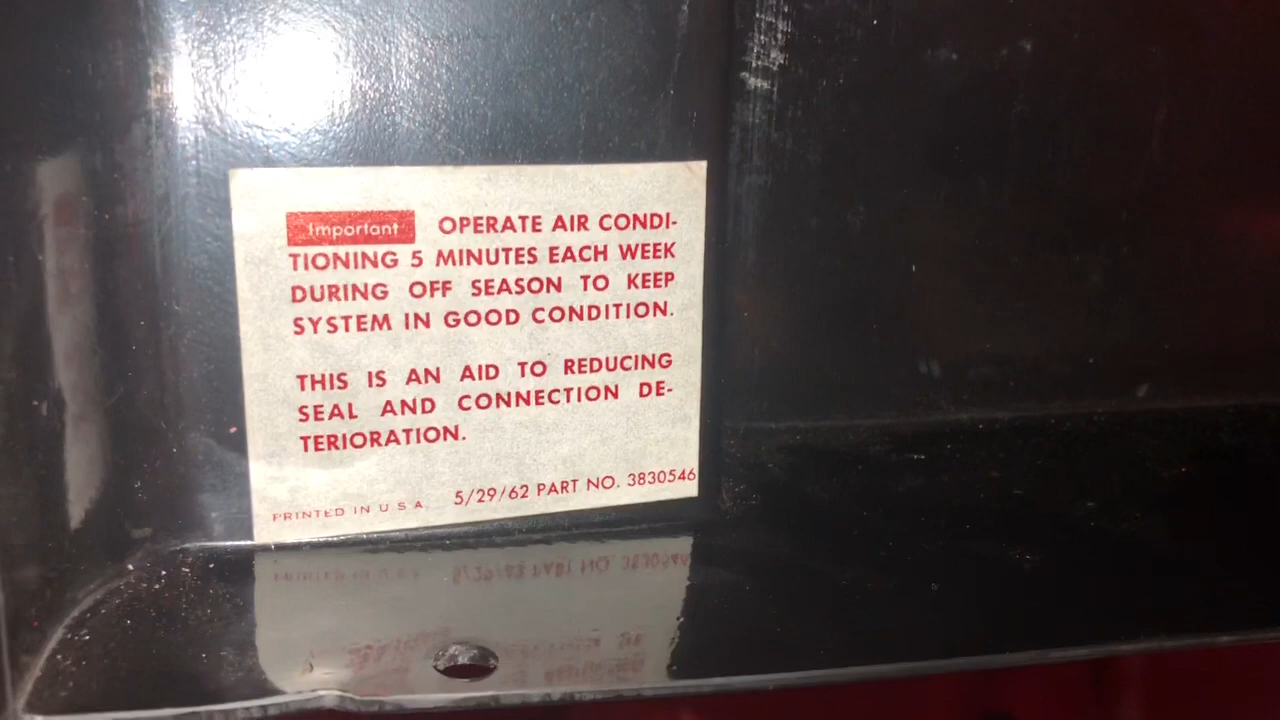 Important OPERATE AIR CONDI-
TIONING 5 MINUTES EACH WEEK
DURING OFF SEASON TO KEEP
SYSTEM IN GOOD CONDITION.
THIS IS AN AID TO REDUCING
SEAL AND CONNECTION DE-
TERIORATION.
PRINTED IN U S A 5/29/62 PART NO. 3830546